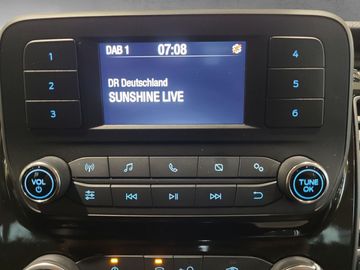 DAB 1 07:08
DR Deutschland
SUNSHINE LIVE
1
2
3
4
5
6
VOL
TUNE
OK